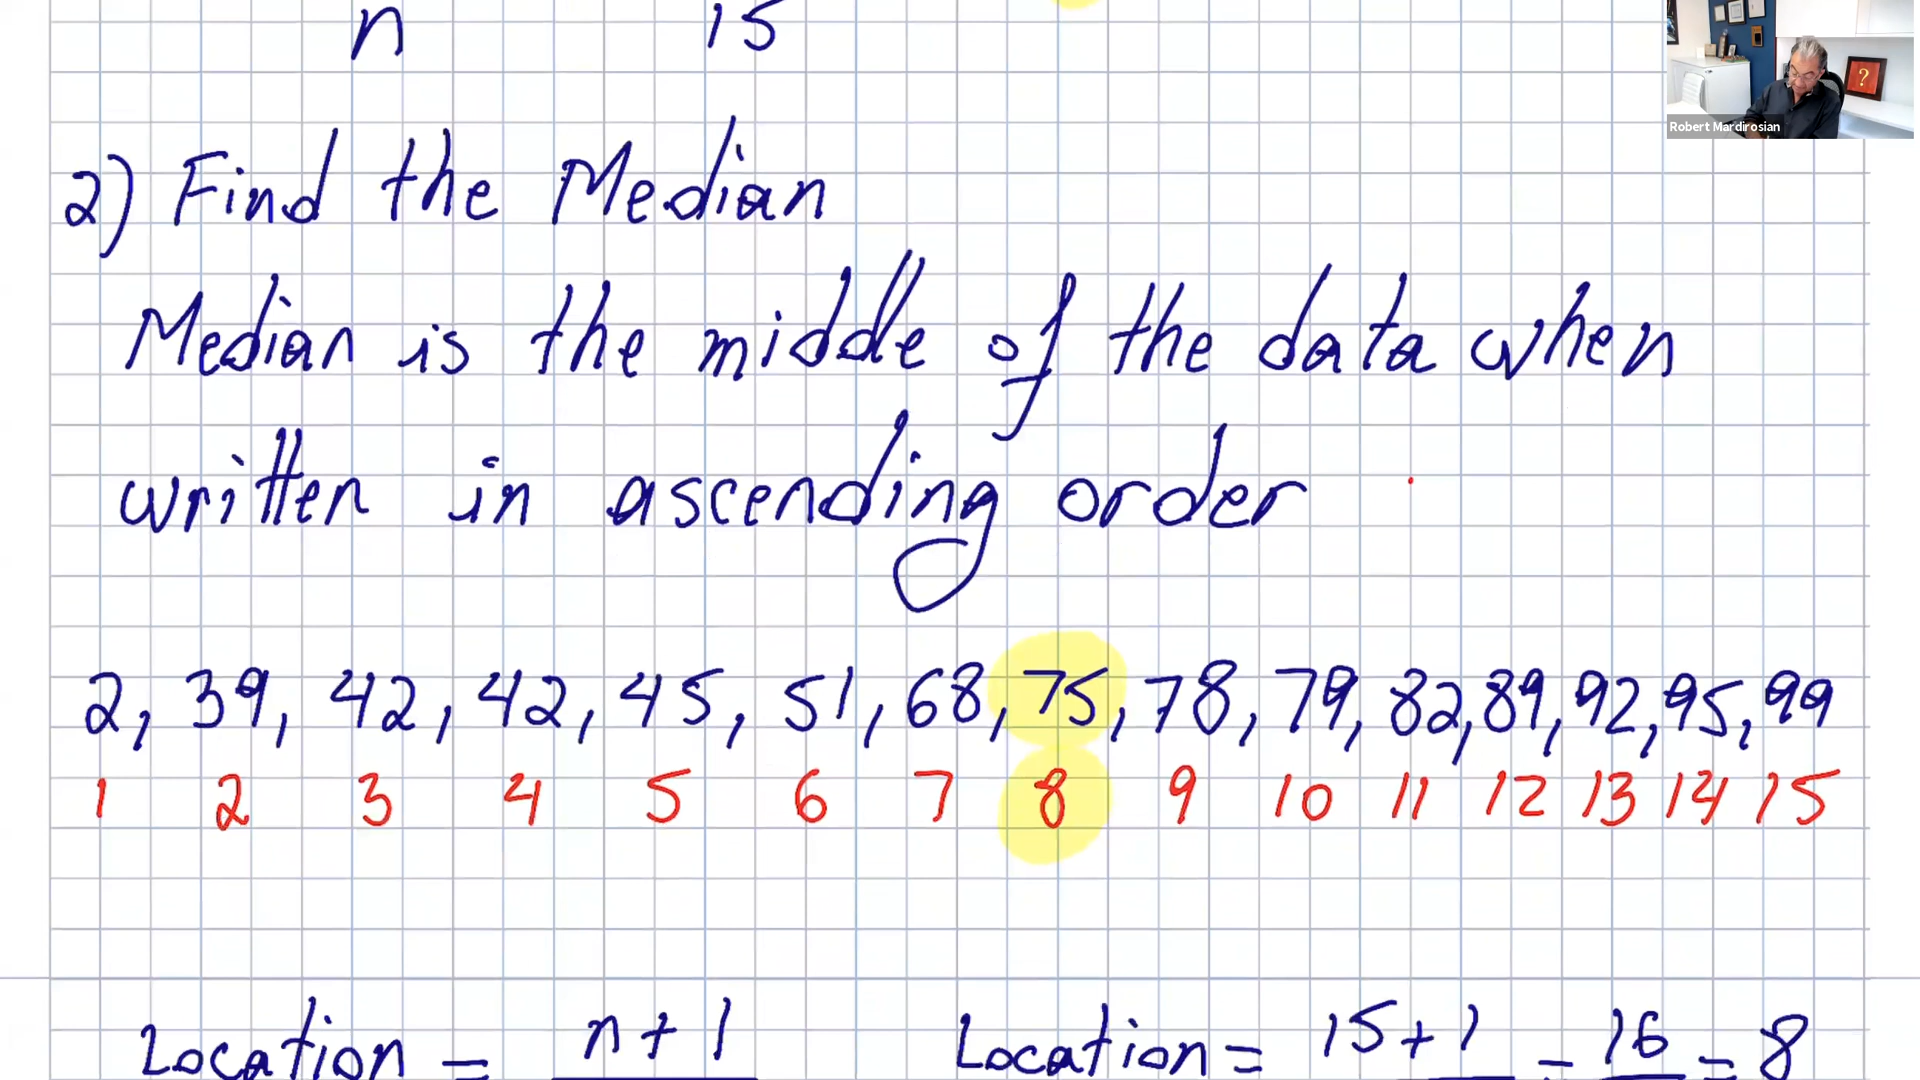 n 15
?
Robert Mardirosian
2) Find the Median
Median is the middle of the data when
written in ascending order
2, 39, 42, 42, 45, 51, 68, 75, 78, 79, 82, 89, 92, 95, 99
1 2 3 4 5 6 7 8 9 10 11 12 13 14 15
Location = n + 1 Location = 15 + 1 = 16 = 8